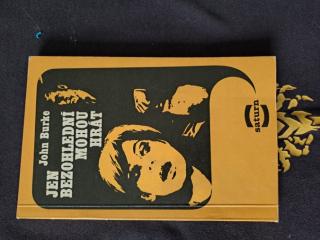 John Burke
JEN
BEZOHLEDNÍ
MOHOU
HRÁT
saturn